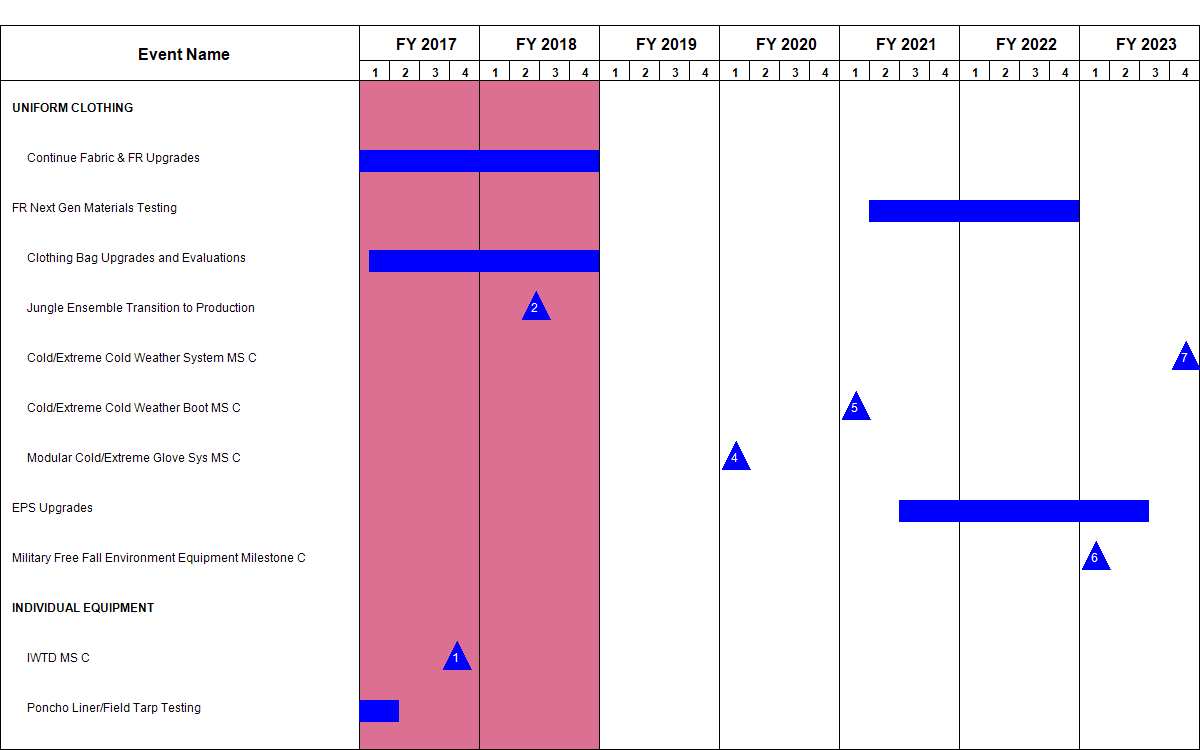 Event Name
FY 2017 FY 2018 FY 2019 FY 2020 FY 2021 FY 2022 FY 2023
1 2 3 4 1 2 3 4 1 2 3 4 1 2 3 4 1 2 3 4 1 2 3 4 1 2 3 4
UNIFORM CLOTHING
Continue Fabric & FR Upgrades
FR Next Gen Materials Testing
Clothing Bag Upgrades and Evaluations
Jungle Ensemble Transition to Production 2
Cold/Extreme Cold Weather System MS C 7
Cold/Extreme Cold Weather Boot MS C 5
Modular Cold/Extreme Glove Sys MS C 4
EPS Upgrades
Military Free Fall Environment Equipment Milestone C 6
INDIVIDUAL EQUIPMENT
IWTD MS C 1
Poncho Liner/Field Tarp Testing